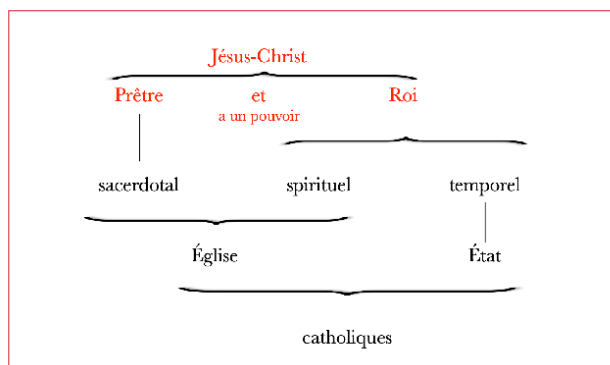 Jésus-Christ
Prêtre et Roi
a un pouvoir
sacerdotal spirituel temporel
Église État
catholiques